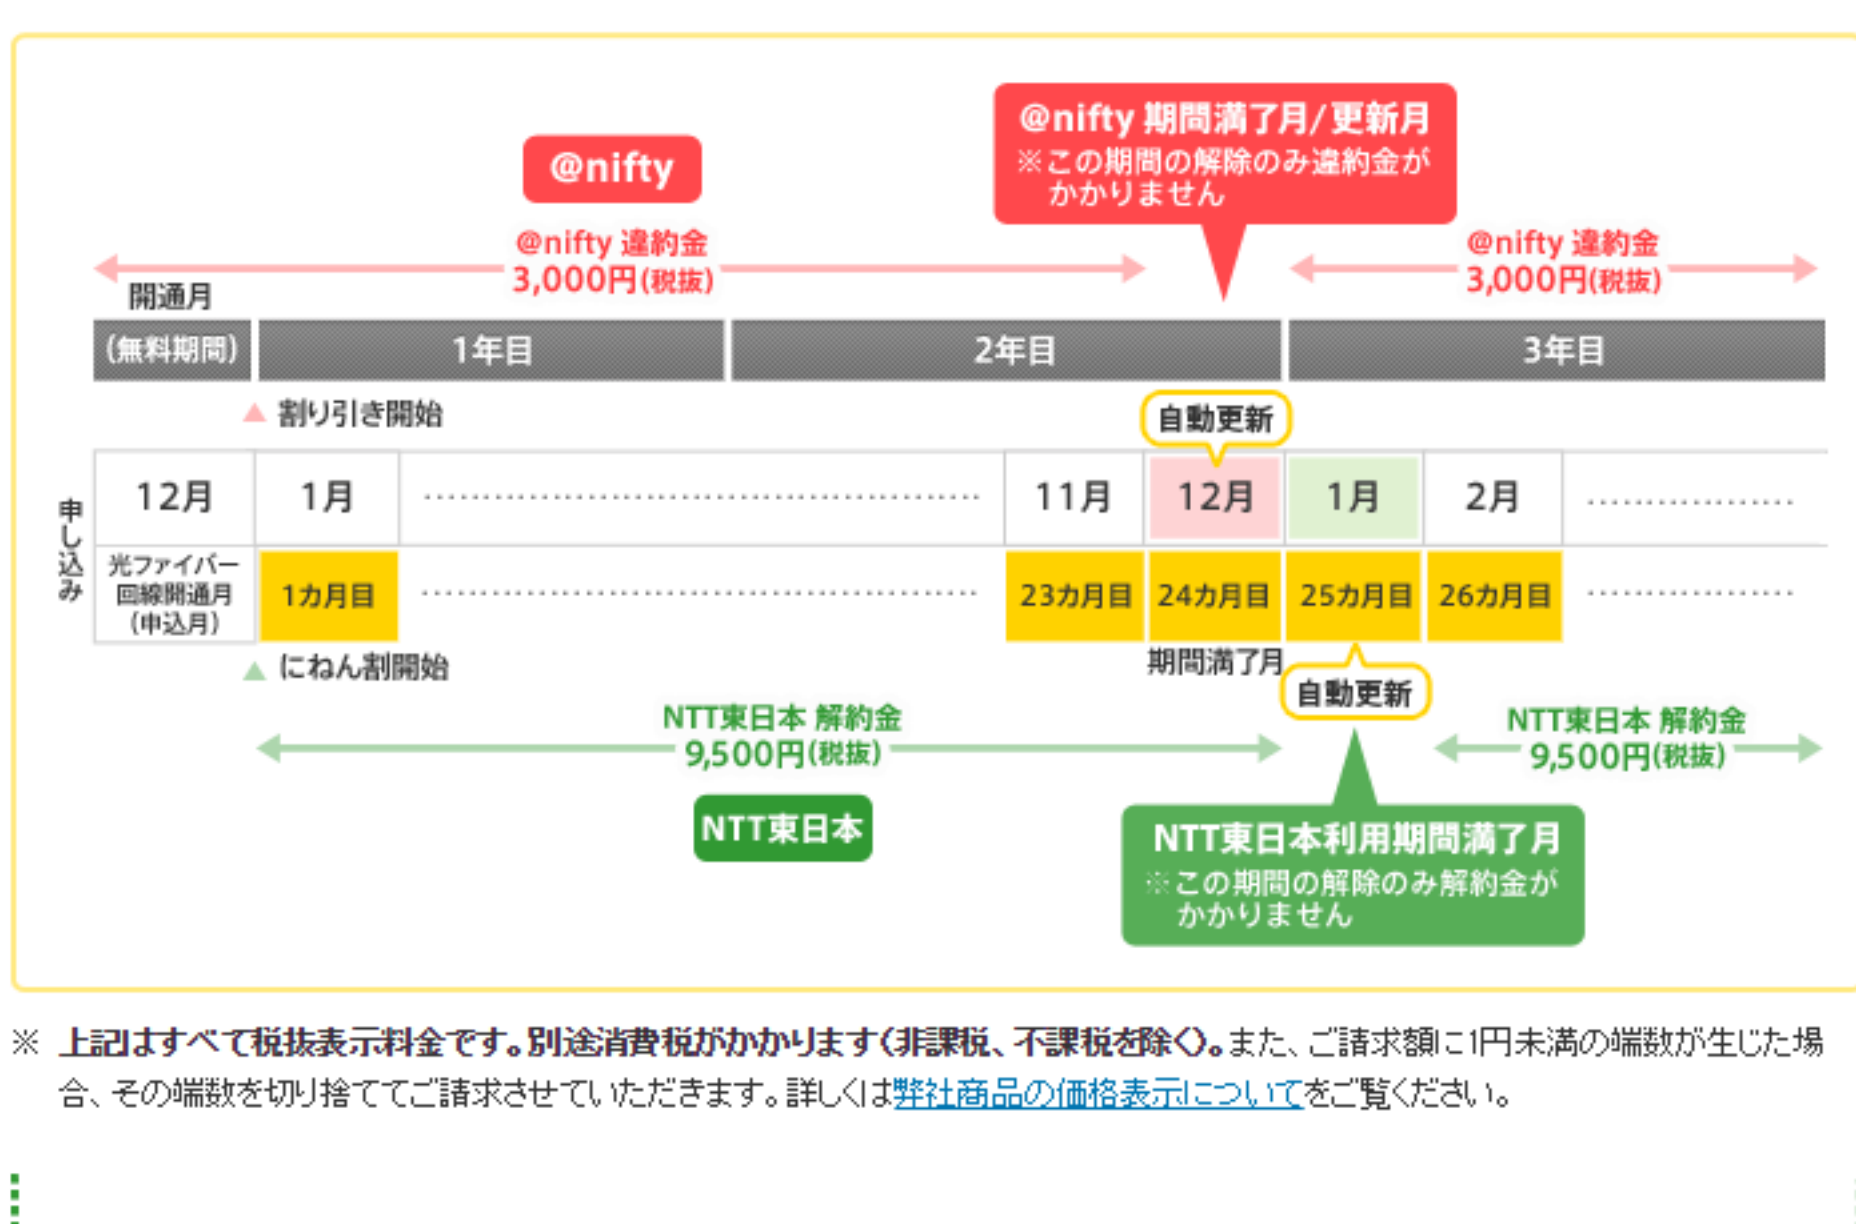 @nifty 期間満了月/更新月
※この期間の解除のみ違約金が
かかりません
@nifty
@nifty 違約金
3,000円(税抜)
@nifty 違約金
3,000円(税抜)
開通月
(無料期間)
1年目
2年目
3年目
割り引き開始
自動更新
申し込み
12月
1月
11月
12月
1月
2月
光ファイバー
回線開通月
(申込月)
1カ月目
23カ月目
24カ月目
25カ月目
26カ月目
にねん割開始
期間満了月
自動更新
NTT東日本 解約金
9,500円(税抜)
NTT東日本 解約金
9,500円(税抜)
NTT東日本
NTT東日本利用期間満了月
※この期間の解除のみ解約金が
かかりません
※ 上記はすべて税抜表示料金です。別途消費税がかかります(非課税、不課税を除く)。また、ご請求額に1円未満の端数が生じた場
合、その端数を切り捨ててご請求させていただきます。詳しくは弊社商品の価格表示についてをご覧ください。